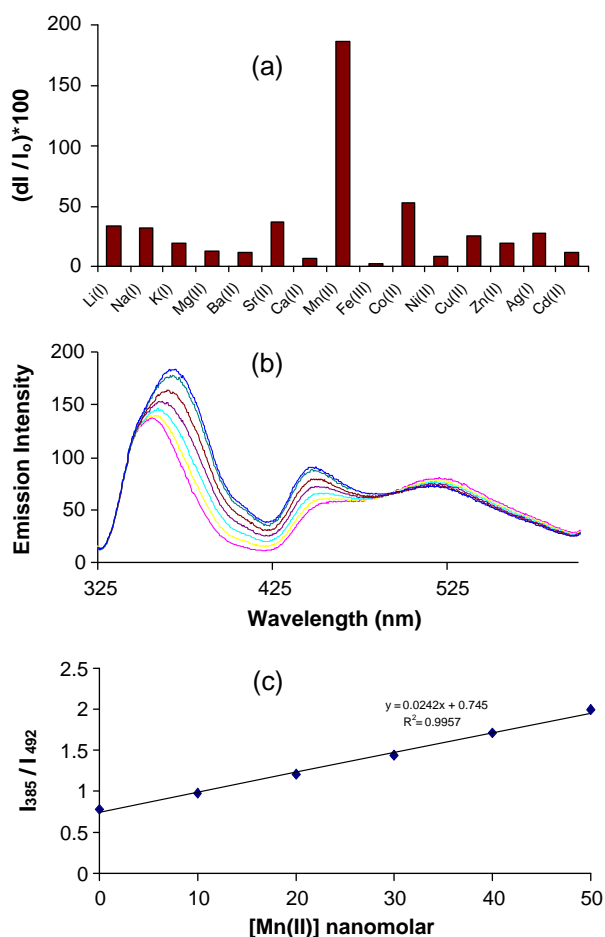 200
150
100
50
0
(dI / Io)*100
(a)
Li(I) Na(I) K(I) Mg(II) Ba(II) Sr(II) Ca(II) Mn(II) Fe(III) Co(II) Ni(II) Cu(II) Zn(II) Ag(I) Cd(II)
200
150
100
50
0
Emission Intensity
(b)
325 425 525
Wavelength (nm)
2.5
2
1.5
1
0.5
0
I385 / I492
(c)
y = 0.0242x + 0.745
R2= 0.9957
0 10 20 30 40 50
[Mn(II)] nanomolar